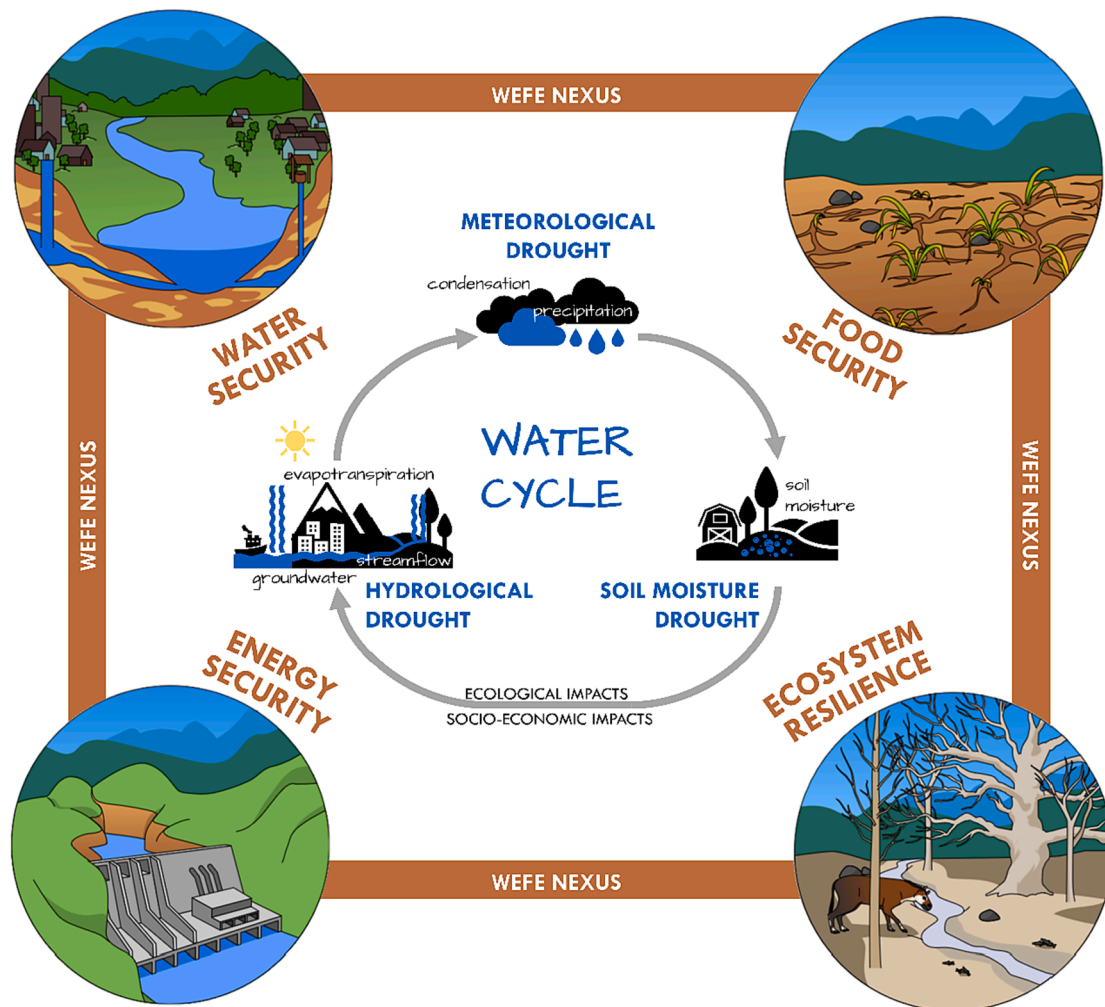 WEFE NEXUS
METEOROLOGICAL
DROUGHT
condensation
precipitation
WATER
SECURITY
FOOD
SECURITY
WATER
CYCLE
WEFE NEXUS
WEFE NEXUS
evapotranspiration
streamflow
groundwater
soil
moisture
HYDROLOGICAL
DROUGHT
SOIL MOISTURE
DROUGHT
ENERGY
SECURITY
ECOSYSTEM
RESILIENCE
ECOLOGICAL IMPACTS
SOCIO-ECONOMIC IMPACTS
WEFE NEXUS